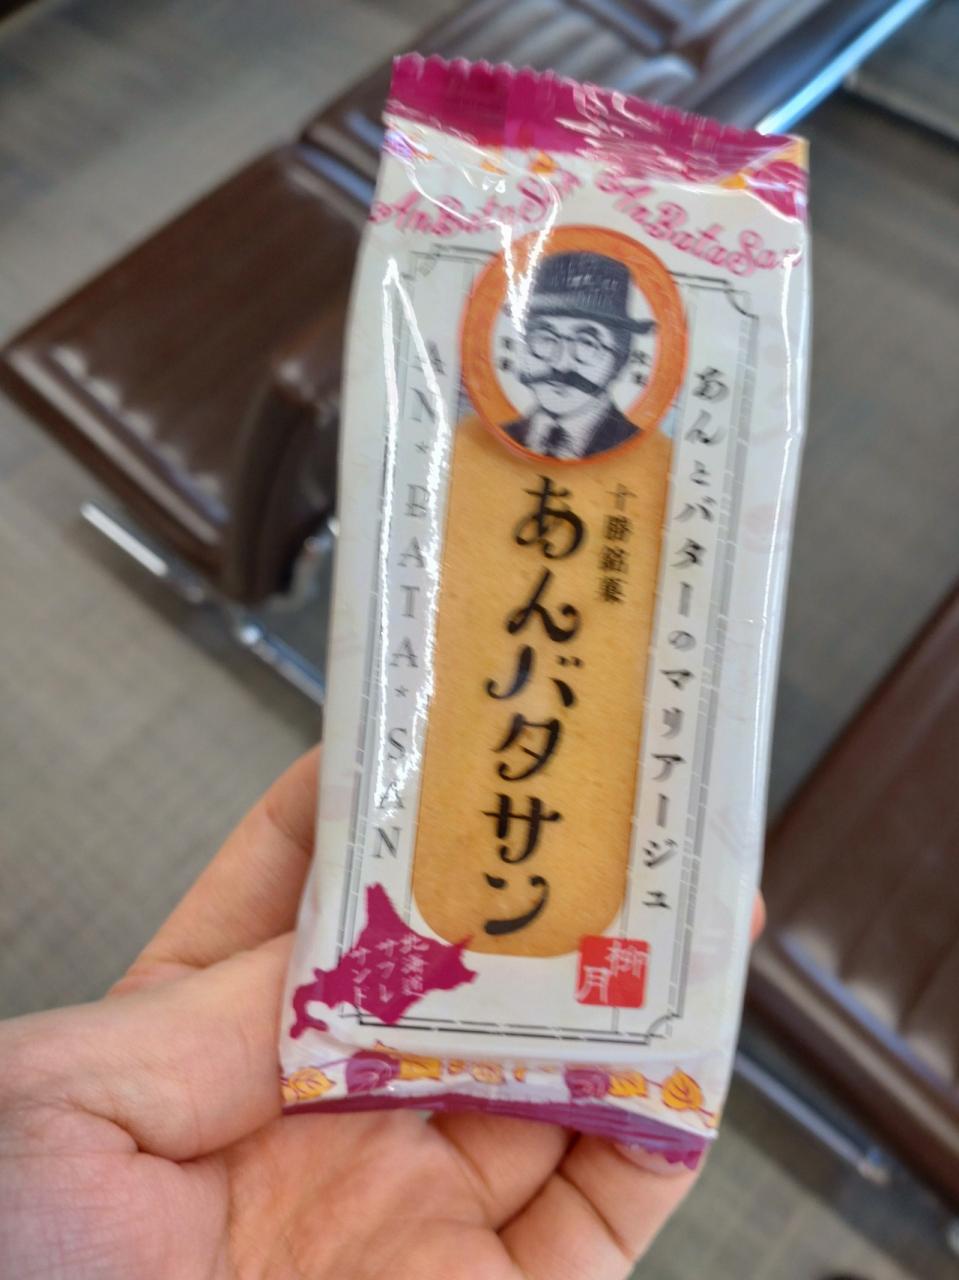 AnBataSan AnBataSan
あんとバターのマリアージュ
十勝銘菓
あんバタサン
AN*BATA*SAN
北海道
サブレ
サンド
柳月